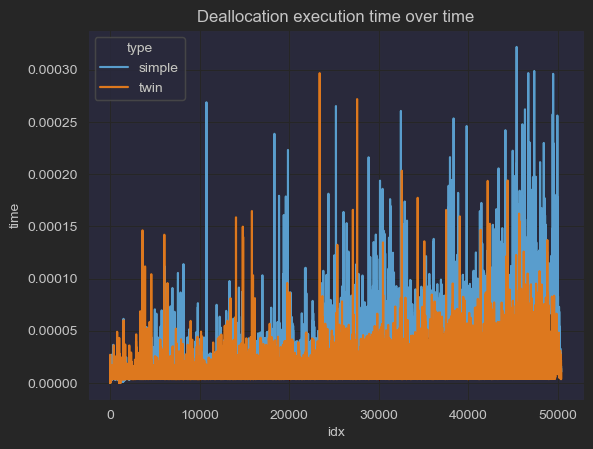 Deallocation execution time over time
type
simple
twin
0.00030
0.00025
0.00020
0.00015
0.00010
0.00005
0.00000
time
0 10000 20000 30000 40000 50000
idx